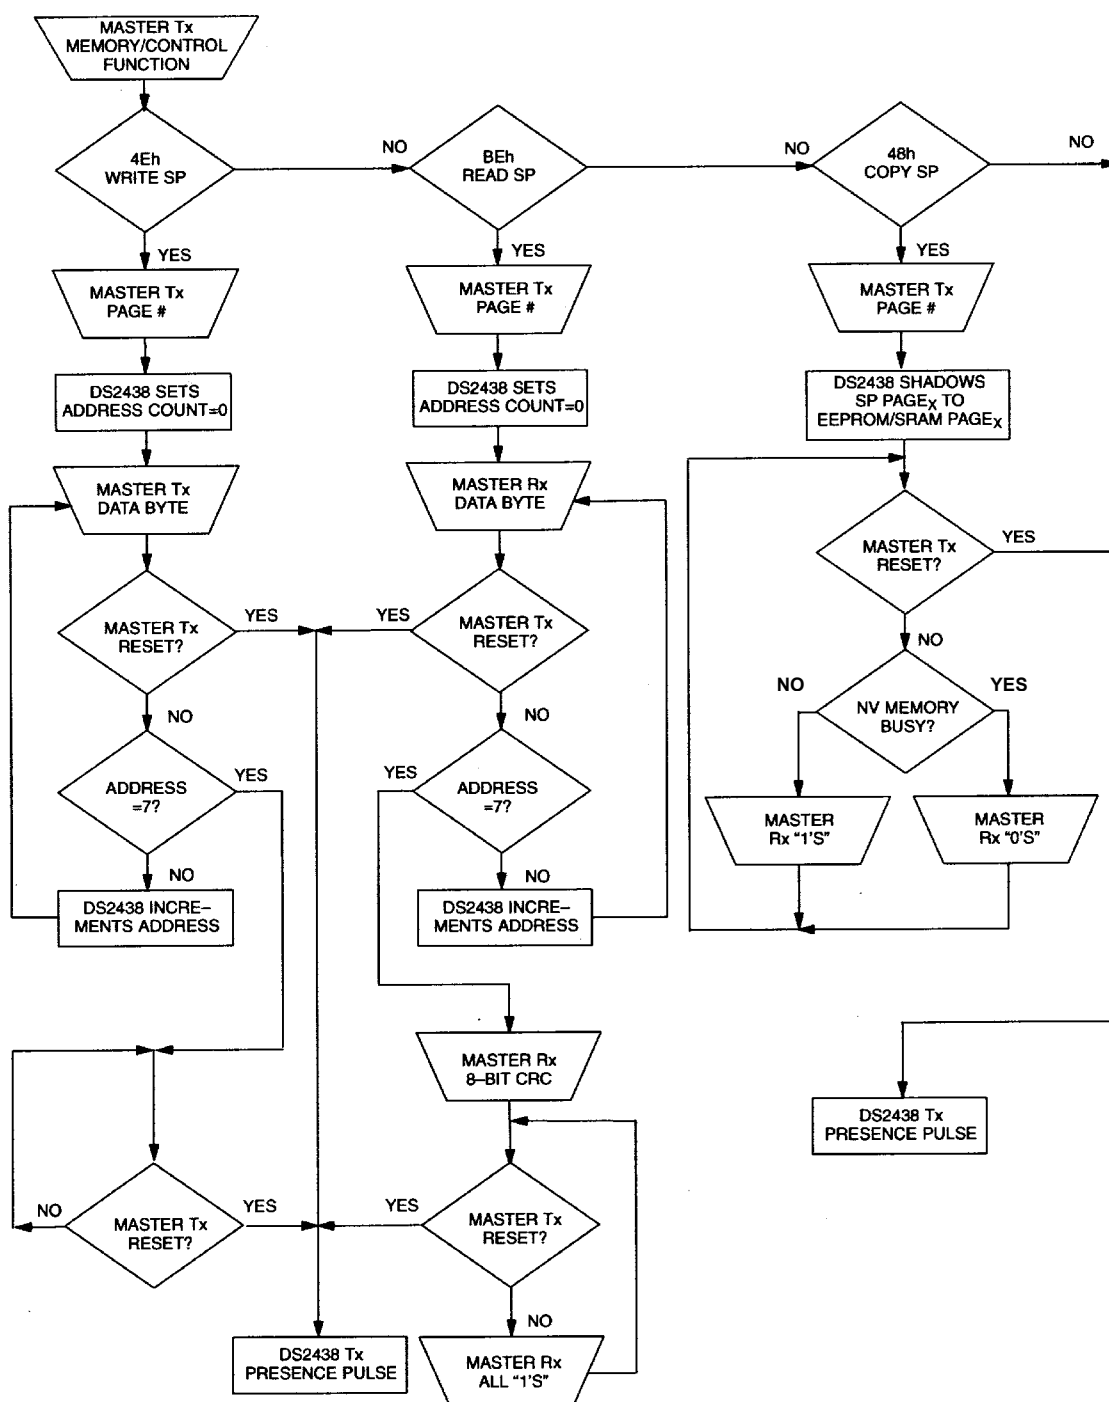 MASTER Tx
MEMORY/CONTROL
FUNCTION
4Eh
WRITE SP
NO
BEh
READ SP
NO
48h
COPY SP
NO
YES
YES
YES
MASTER Tx
PAGE #
MASTER Tx
PAGE #
MASTER Tx
PAGE #
DS2438 SETS
ADDRESS COUNT=0
DS2438 SETS
ADDRESS COUNT=0
DS2438 SHADOWS
SP PAGEX TO
EEPROM/SRAM PAGEX
MASTER Tx
DATA BYTE
MASTER Rx
DATA BYTE
MASTER Tx
RESET?
YES
MASTER Tx
RESET?
YES
YES
MASTER Tx
RESET?
NO
NO
NO
NO
NV MEMORY
BUSY?
YES
ADDRESS
=7?
YES
YES
ADDRESS
=7?
MASTER
Rx "1'S"
MASTER
Rx "0'S"
NO
NO
DS2438 INCRE–
MENTS ADDRESS
DS2438 INCRE–
MENTS ADDRESS
MASTER Rx
8–BIT CRC
DS2438 Tx
PRESENCE PULSE
NO
MASTER Tx
RESET?
YES
YES
MASTER Tx
RESET?
NO
DS2438 Tx
PRESENCE PULSE
MASTER Rx
ALL "1'S"